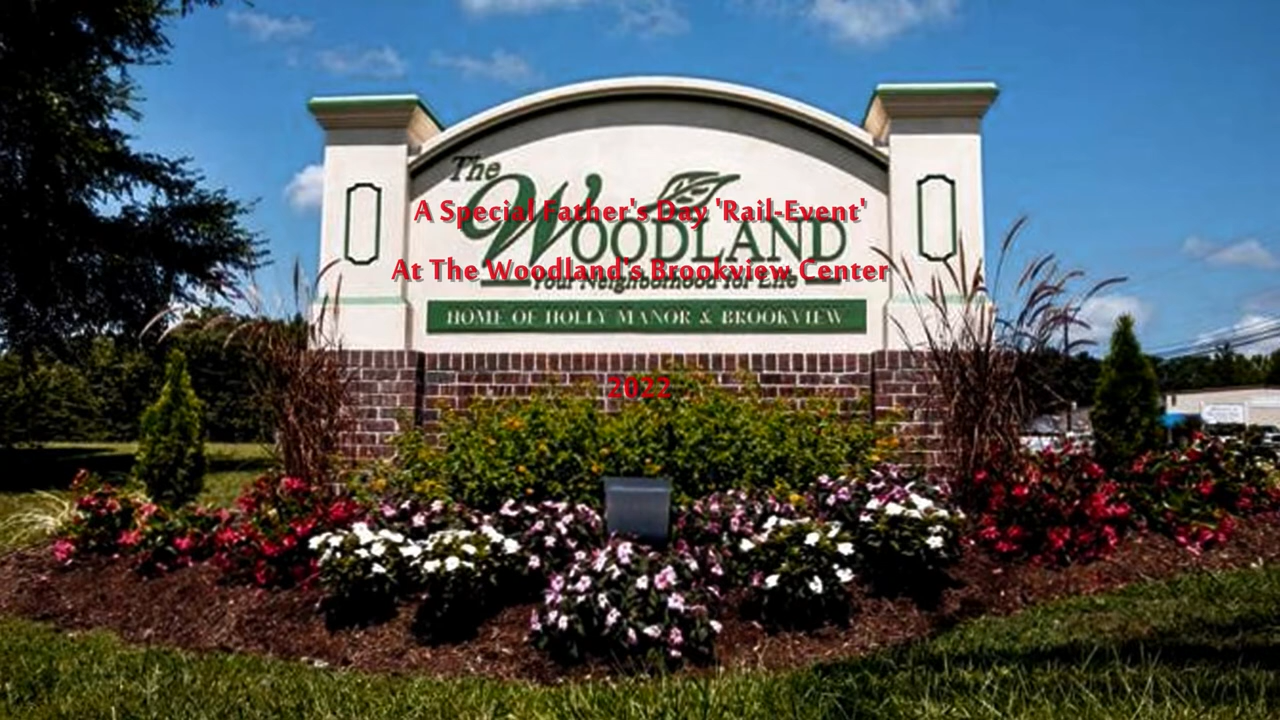 The
WOODLAND
A Special Father's Day 'Rail-Event'
At The Woodland's Brookview Center
Your Neighborhood for Life
HOME OF HOLLY MANOR & BROOKVIEW
2022